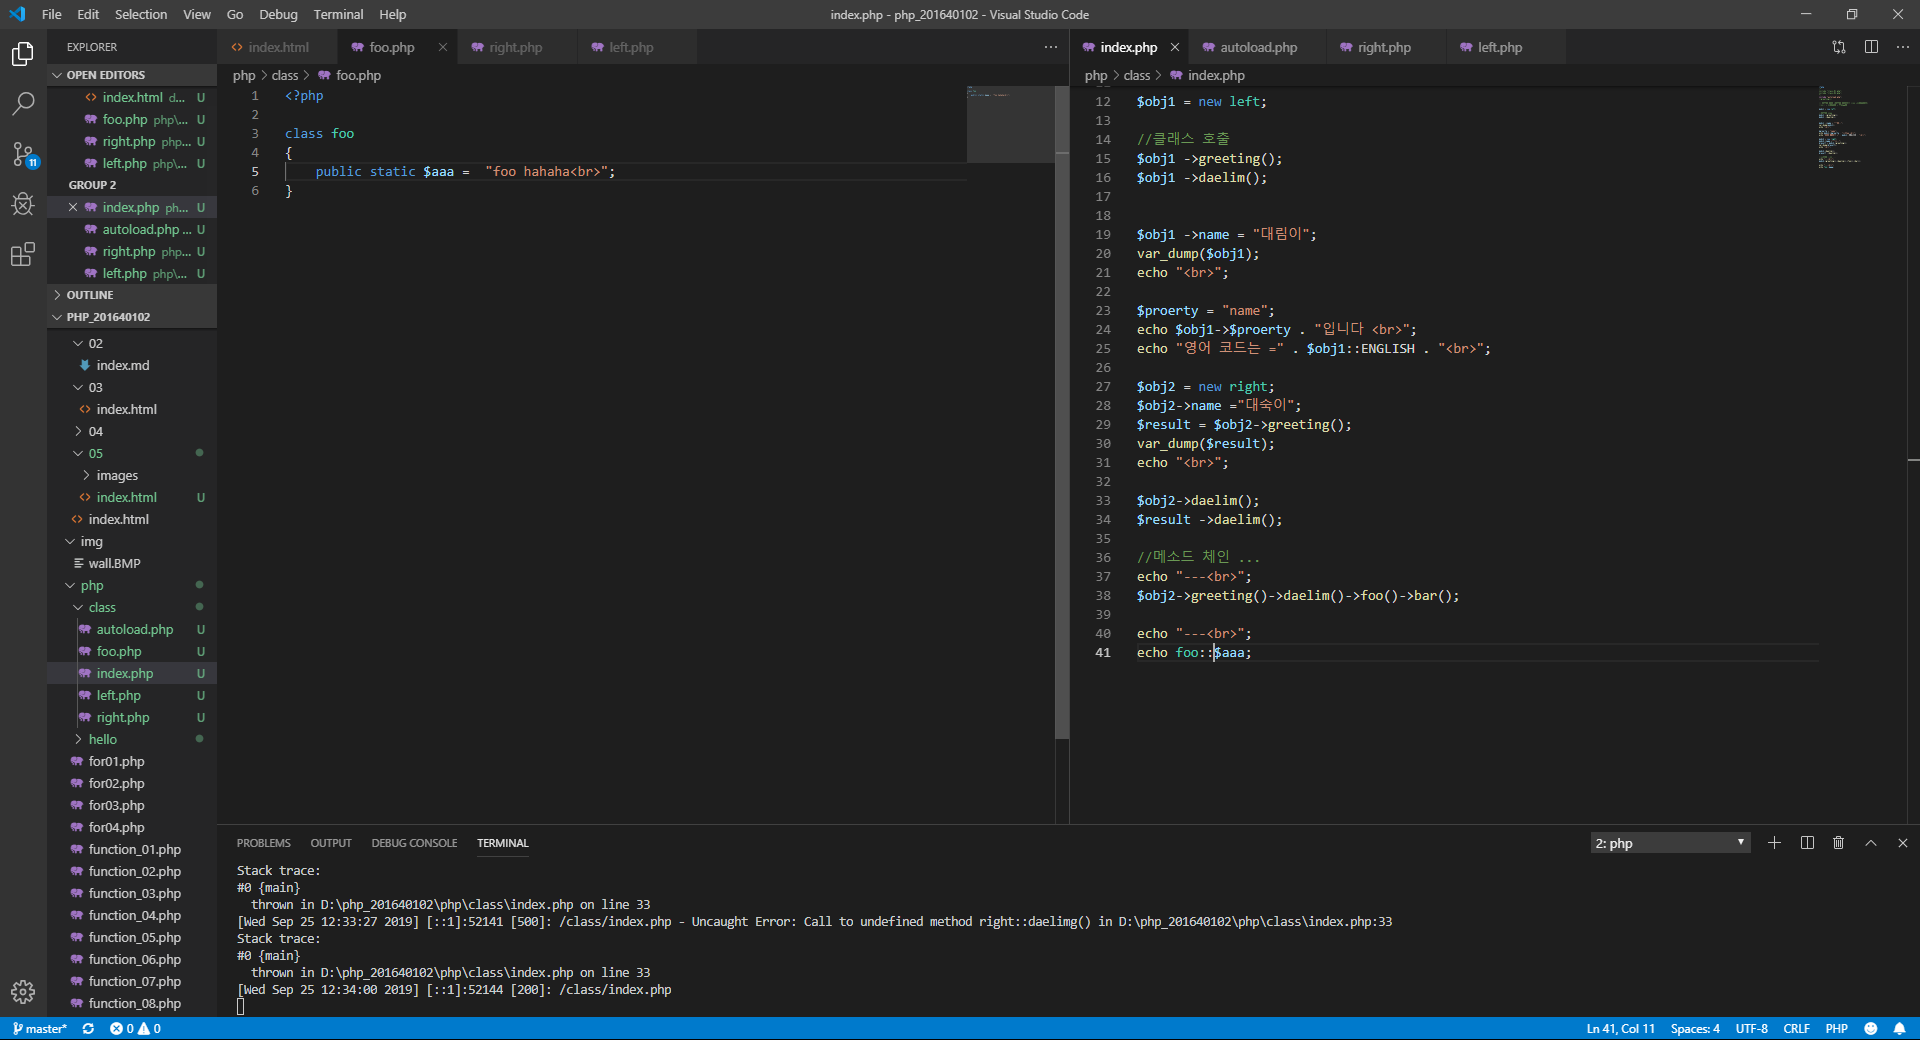 File Edit Selection View Go Debug Terminal Help
index.php - php_201640102 - Visual Studio Code
EXPLORER
OPEN EDITORS
index.html d... U
foo.php php\... U
right.php php... U
left.php php\... U
GROUP 2
index.php ph... U
autoload.php ... U
right.php php... U
left.php php\... U
OUTLINE
PHP_201640102
02
index.md
03
index.html
04
05
images
index.html U
index.html
img
wall.BMP
php
class
autoload.php U
foo.php U
index.php U
left.php U
right.php U
hello
for01.php
for02.php
for03.php
for04.php
function_01.php
function_02.php
function_03.php
function_04.php
function_05.php
function_06.php
function_07.php
function_08.php
11
index.html foo.php right.php left.php
php > class > foo.php
1 <?php
2
3 class foo
4 {
5 public static $aaa = "foo hahaha<br>";
6 }
index.php autoload.php right.php left.php
php > class > index.php
12 $obj1 = new left;
13
14 //클래스 호출
15 $obj1 ->greeting();
16 $obj1 ->daelim();
17
18
19 $obj1 ->name = "대림이";
20 var_dump($obj1);
21 echo "<br>";
22
23 $proerty = "name";
24 echo $obj1->$proerty . "입니다 <br>";
25 echo "영어 코드는 =" . $obj1::ENGLISH . "<br>";
26
27 $obj2 = new right;
28 $obj2->name ="대숙이";
29 $result = $obj2->greeting();
30 var_dump($result);
31 echo "<br>";
32
33 $obj2->daelim();
34 $result ->daelim();
35
36 //메소드 체인 ...
37 echo "---<br>";
38 $obj2->greeting()->daelim()->foo()->bar();
39
40 echo "---<br>";
41 echo foo::$aaa;
PROBLEMS OUTPUT DEBUG CONSOLE TERMINAL
2: php
Stack trace:
#0 {main}
thrown in D:\php_201640102\php\class\index.php on line 33
[Wed Sep 25 12:33:27 2019] [::1]:52141 [500]: /class/index.php - Uncaught Error: Call to undefined method right::daelimg() in D:\php_201640102\php\class\index.php:33
Stack trace:
#0 {main}
thrown in D:\php_201640102\php\class\index.php on line 33
[Wed Sep 25 12:34:00 2019] [::1]:52144 [200]: /class/index.php
master* 0 0
Ln 41, Col 11 Spaces: 4 UTF-8 CRLF PHP